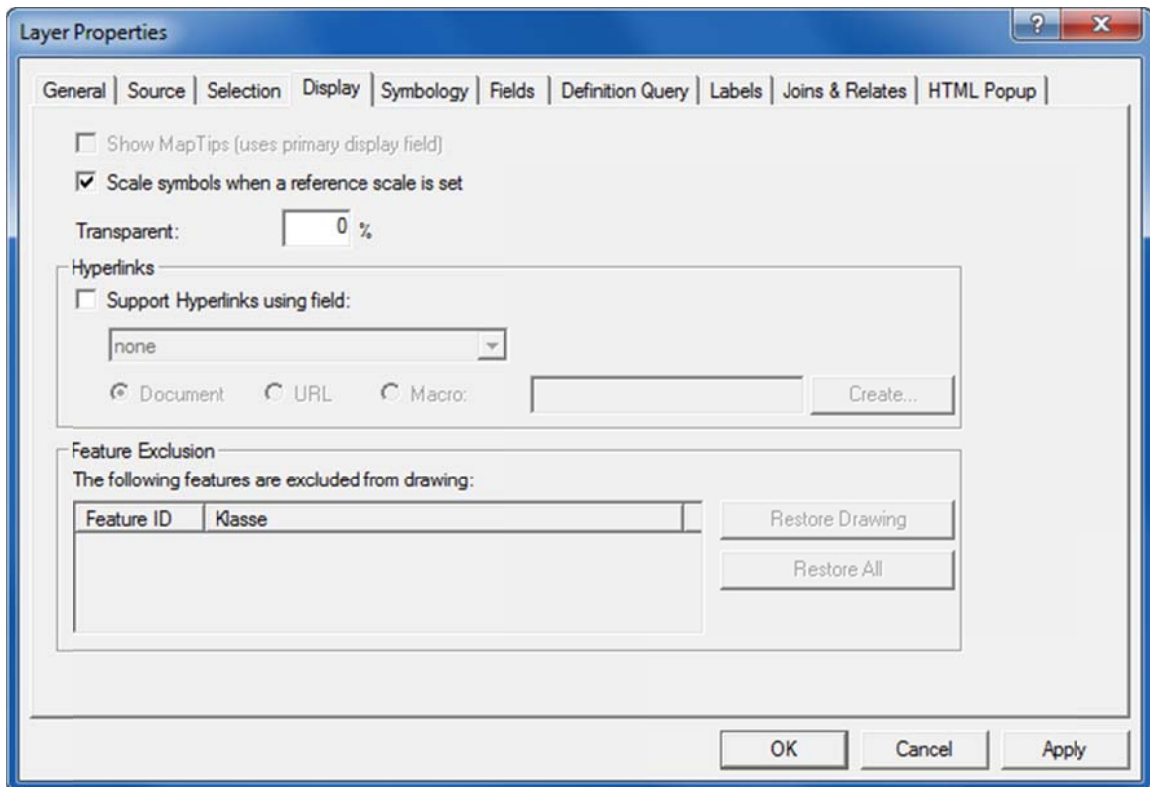 Layer Properties
General Source Selection Display Symbology Fields Definition Query Labels Joins & Relates HTML Popup
Show MapTips (uses primary display field)
Scale symbols when a reference scale is set
Transparent: 0 %
Hyperlinks
Support Hyperlinks using field:
none
Document URL Macro: Create...
Feature Exclusion
The following features are excluded from drawing:
Feature ID Klasse
Restore Drawing
Restore All
OK Cancel Apply